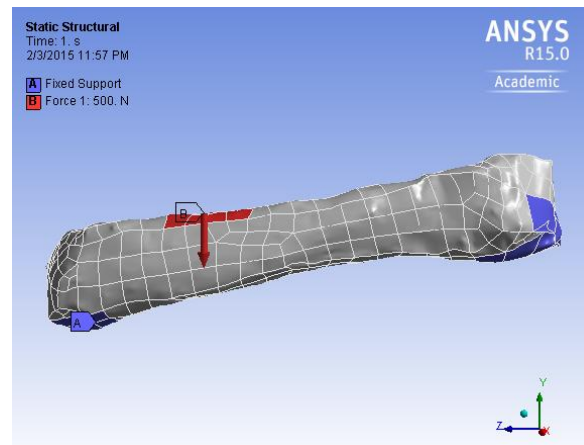 Static Structural
Time: 1. s
2/3/2015 11:57 PM
A Fixed Support
B Force 1: 500. N
ANSYS
R15.0
Academic
B
A
Y
Z
X